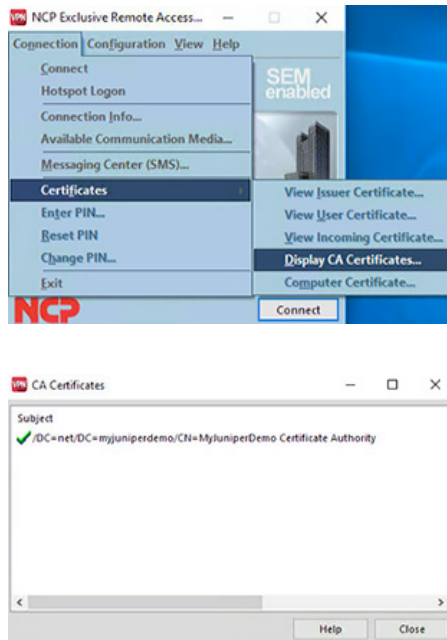 VPN NCP Exclusive Remote Access...
Connection Configuration View Help
Connect
Hotspot Logon
Connection Info...
Available Communication Media...
Messaging Center (SMS)...
Certificates
Enter PIN...
Reset PIN
Change PIN...
Exit
SEM
enabled
View Issuer Certificate...
View User Certificate...
View Incoming Certificate...
Display CA Certificates...
Computer Certificate...
NCP
Connect
VPN CA Certificates
Subject
/DC=net/DC=myjuniperdemo/CN=MyJuniperDemo Certificate Authority
Help Close